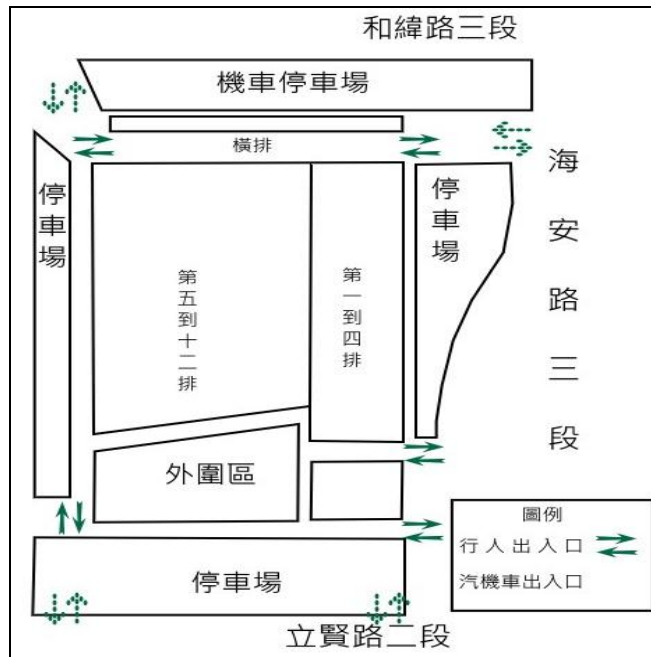 和緯路三段
機車停車場
橫排
停車場
停車場
海安路三段
第五到十二排
第一到四排
外圍區
圖例
行人出入口
汽機車出入口
停車場
立賢路二段